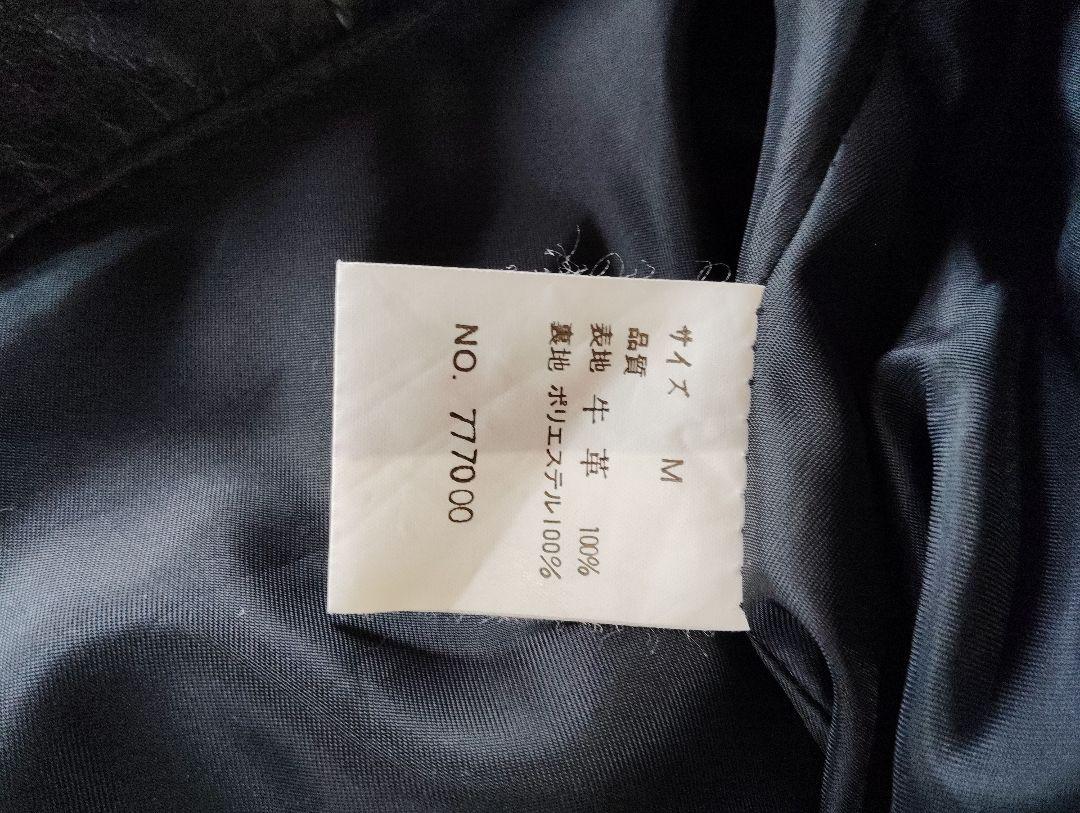 サイズ M
品質
表地 牛革 100%
裏地 ポリエステル100%
NO. 777000